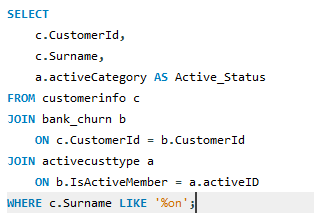 SELECT
    c.CustomerId,
    c.Surname,
    a.activeCategory AS Active_Status
FROM customerinfo c
JOIN bank_churn b
    ON c.CustomerId = b.CustomerId
JOIN activecusttype a
    ON b.IsActiveMember = a.activeID
WHERE c.Surname LIKE '%on';